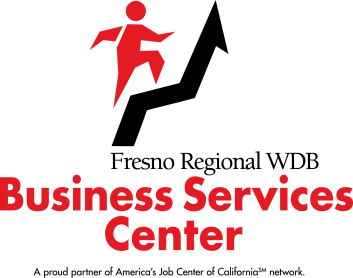 Fresno Regional WDB
Business Services
Center
A proud partner of America's Job Center of California℠ network.